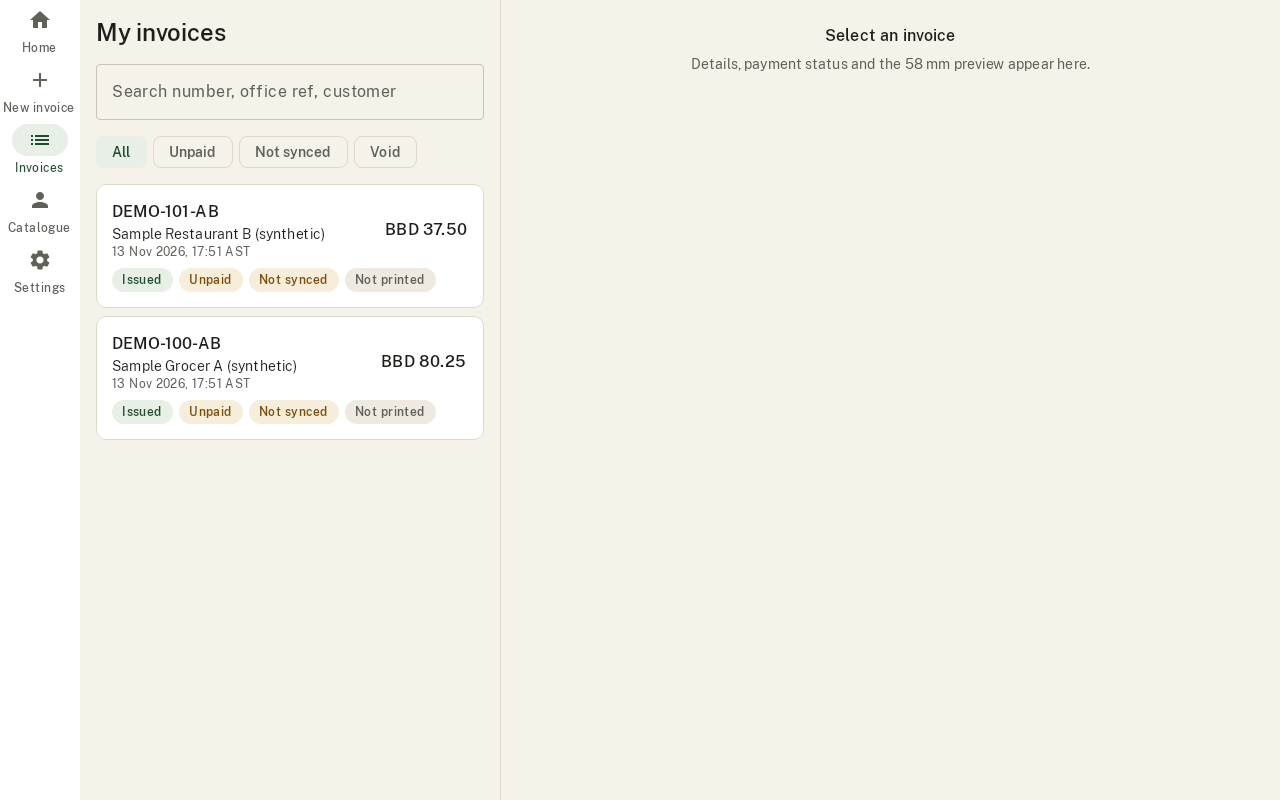 Home
New invoice
Invoices
Catalogue
Settings
My invoices
Search number, office ref, customer
All
Unpaid
Not synced
Void
DEMO-101-AB
Sample Restaurant B (synthetic)
13 Nov 2026, 17:51 AST
BBD 37.50
Issued
Unpaid
Not synced
Not printed
DEMO-100-AB
Sample Grocer A (synthetic)
13 Nov 2026, 17:51 AST
BBD 80.25
Issued
Unpaid
Not synced
Not printed
Select an invoice
Details, payment status and the 58 mm preview appear here.